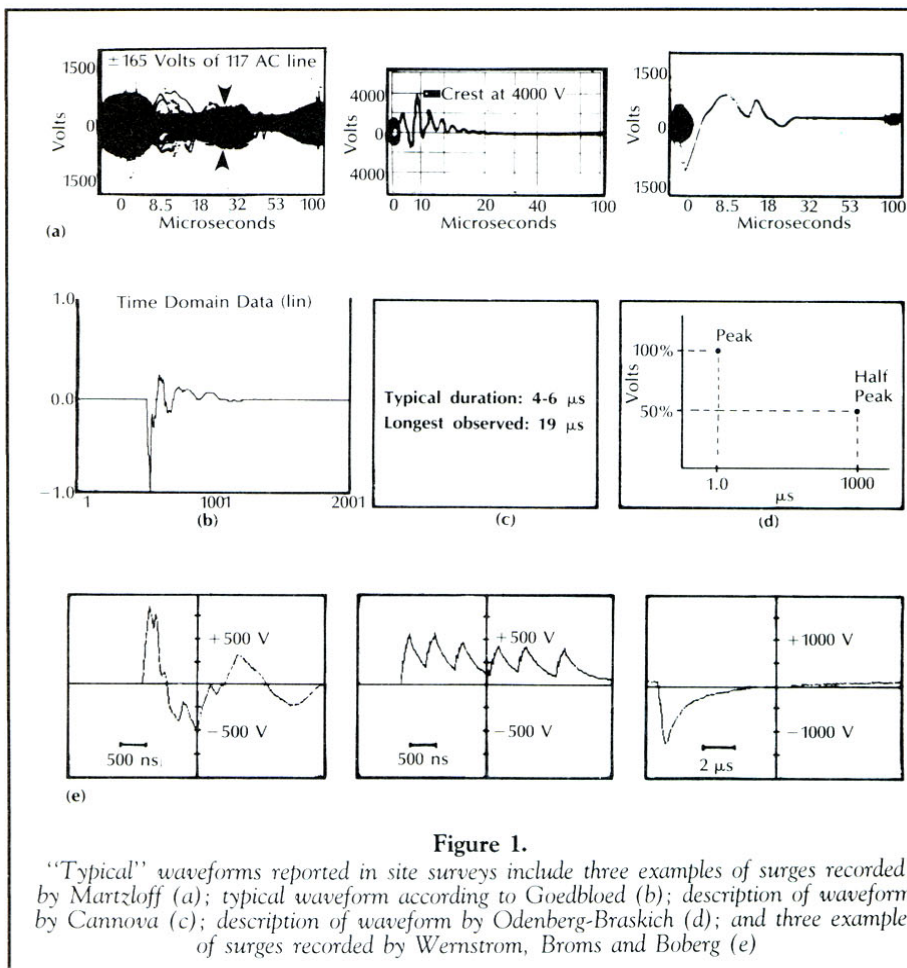 1500
0
1500
Volts
±165 Volts of 117 AC line
0 8.5 18 32 53 100
Microseconds
(a)
4000
0
4000
Volts
Crest at 4000 V
0 10 20 40 100
Microseconds
1500
0
1500
Volts
0 8.5 18 32 53 100
Microseconds
Time Domain Data (lin)
1.0
0.0
−1.0
1 1001 2001
(b)
Typical duration: 4-6 μs
Longest observed: 19 μs
(c)
100%
50%
Volts
Peak
Half
Peak
1.0 1000
μs
(d)
+500 V
−500 V
500 ns
+500 V
−500 V
500 ns
+1000 V
−1000 V
2 μs
(e)
Figure 1.
"Typical" waveforms reported in site surveys include three examples of surges recorded
by Martzloff (a); typical waveform according to Goedbloed (b); description of waveform
by Cannova (c); description of waveform by Odenberg-Braskich (d); and three example
of surges recorded by Wernstrom, Broms and Boberg (e)